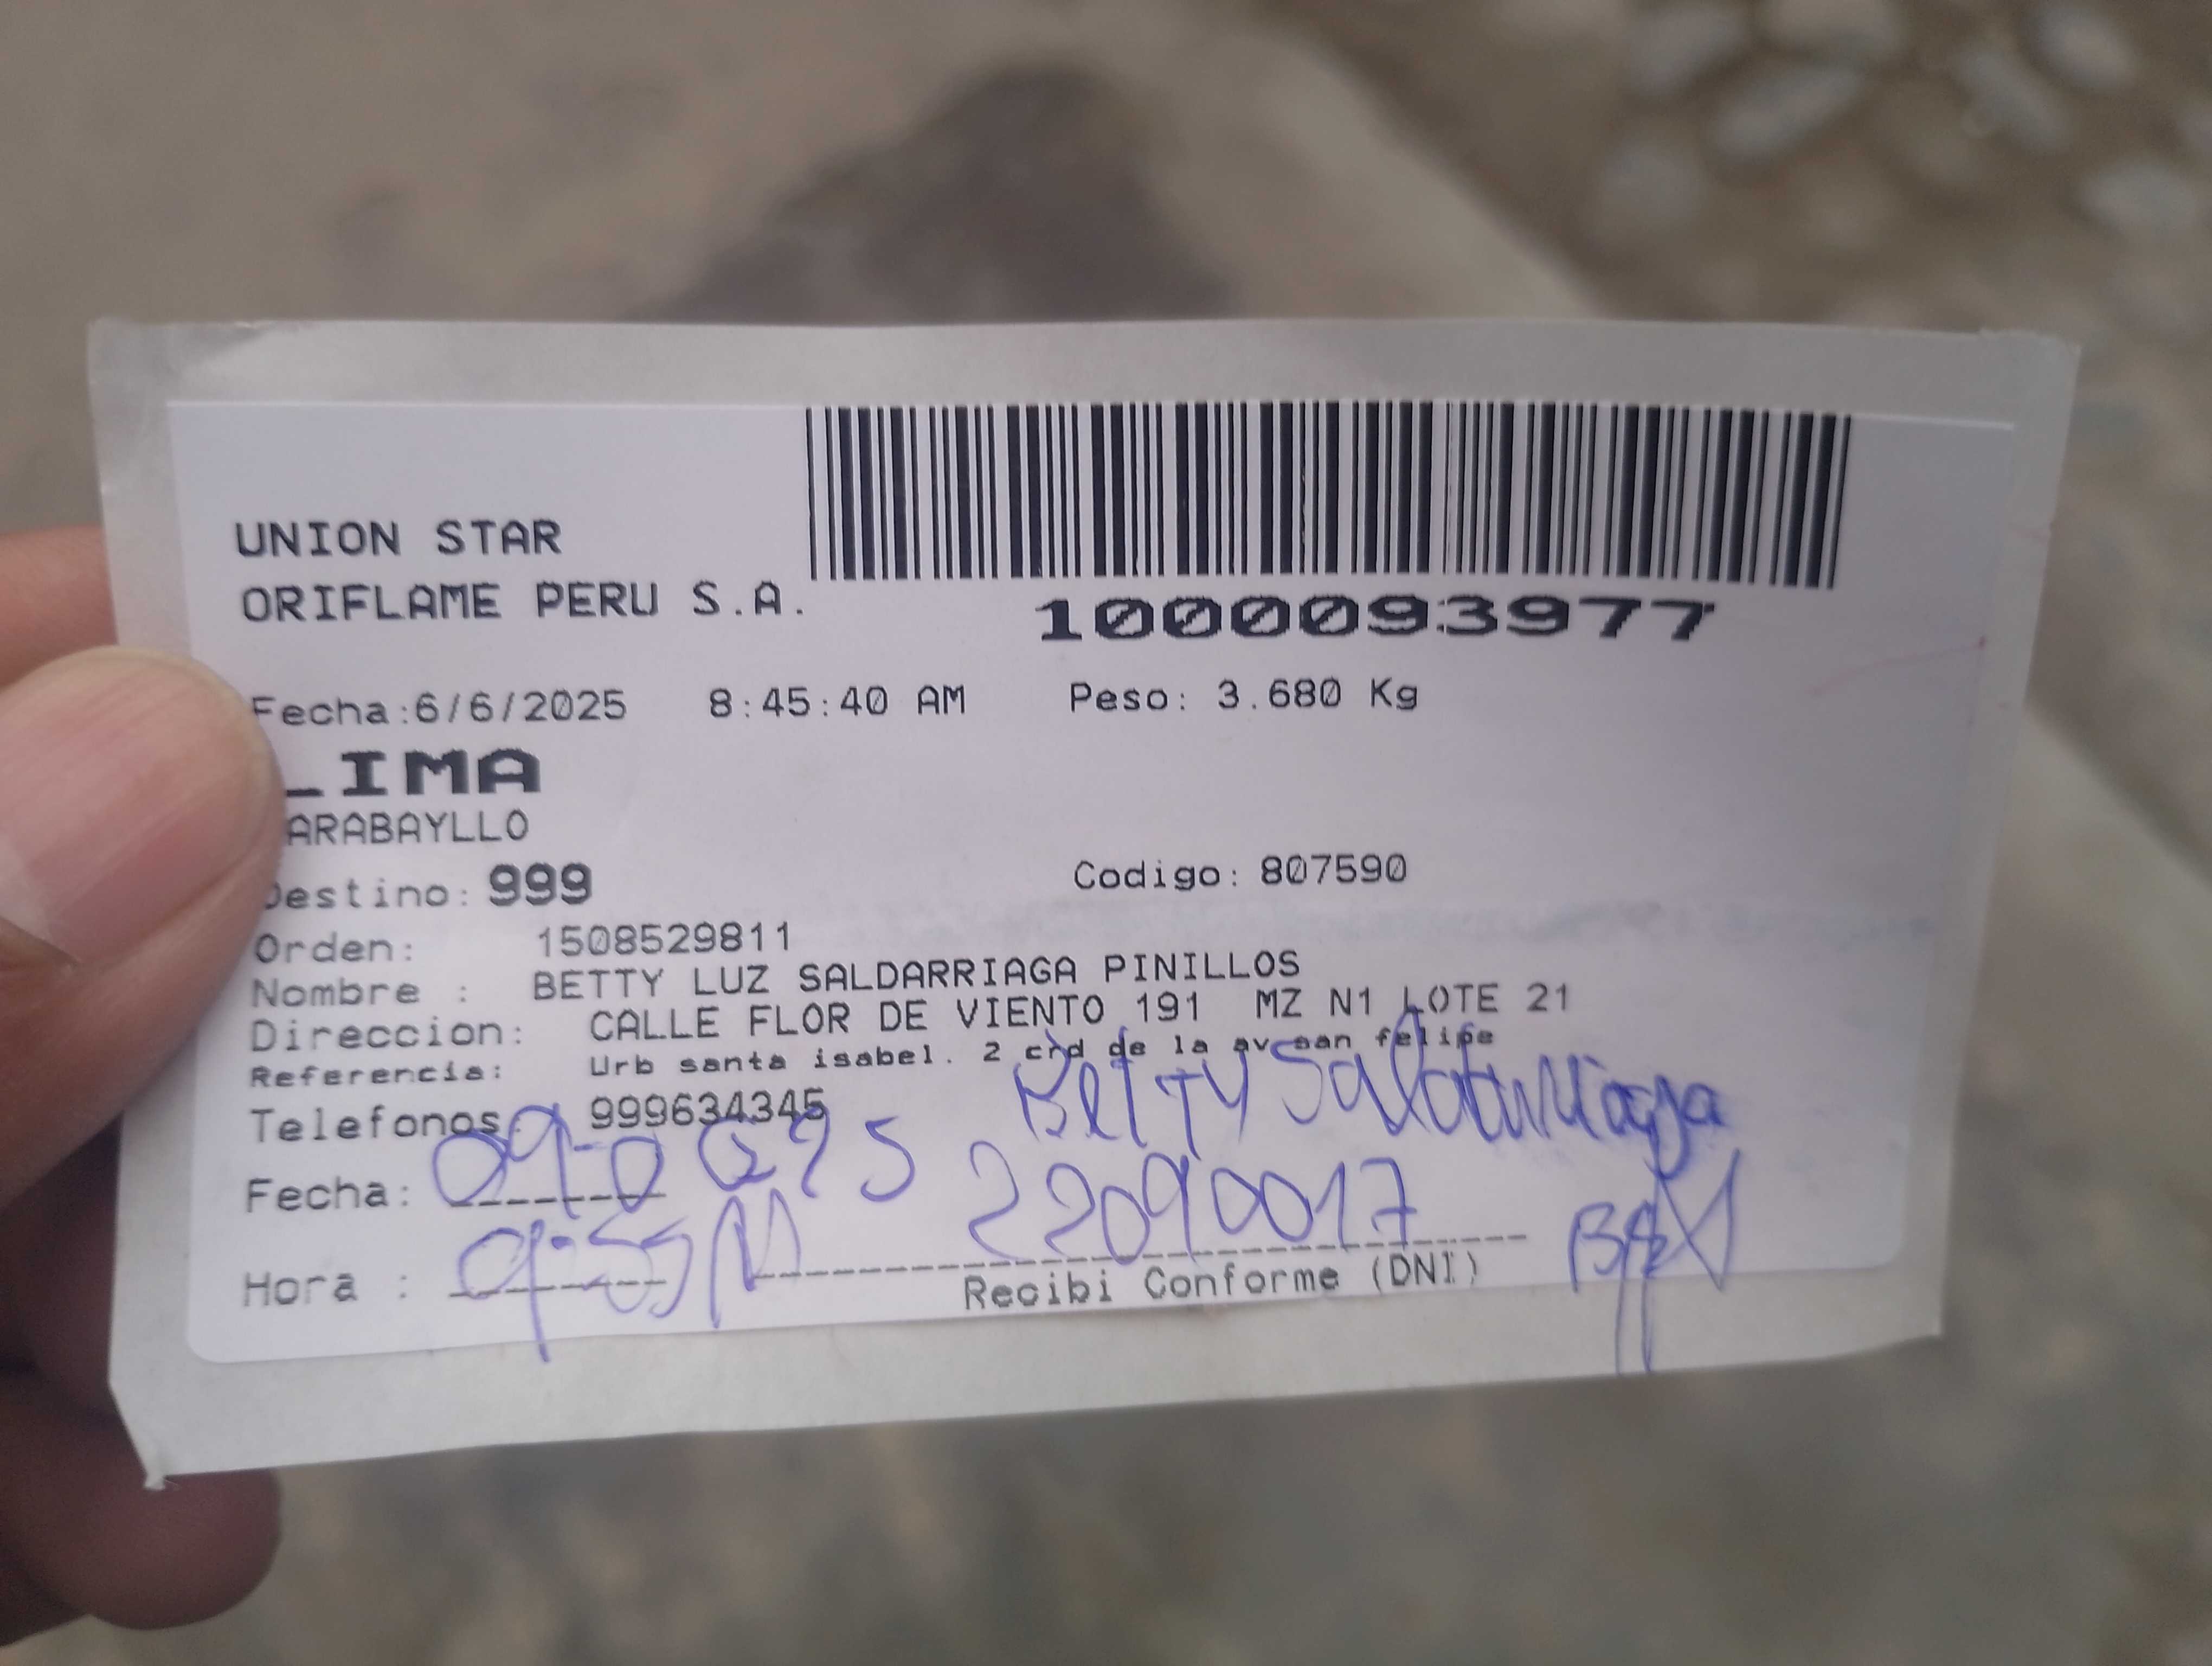 UNION STAR
ORIFLAME PERU S.A.
1000093977
Fecha:6/6/2025 8:45:40 AM Peso: 3.680 Kg
LIMA
ARABAYLLO
Destino: 999 Codigo: 807590
Orden: 1508529811
Nombre : BETTY LUZ SALDARRIAGA PINILLOS
Direccion: CALLE FLOR DE VIENTO 191 MZ N1 LOTE 21
Referencia: Urb santa isabel. 2 crd de la av san felipe
Telefonos: 999634345
Betty Saldarriaga
Fecha:
22090017
Hora :
Recibi Conforme (DNI)